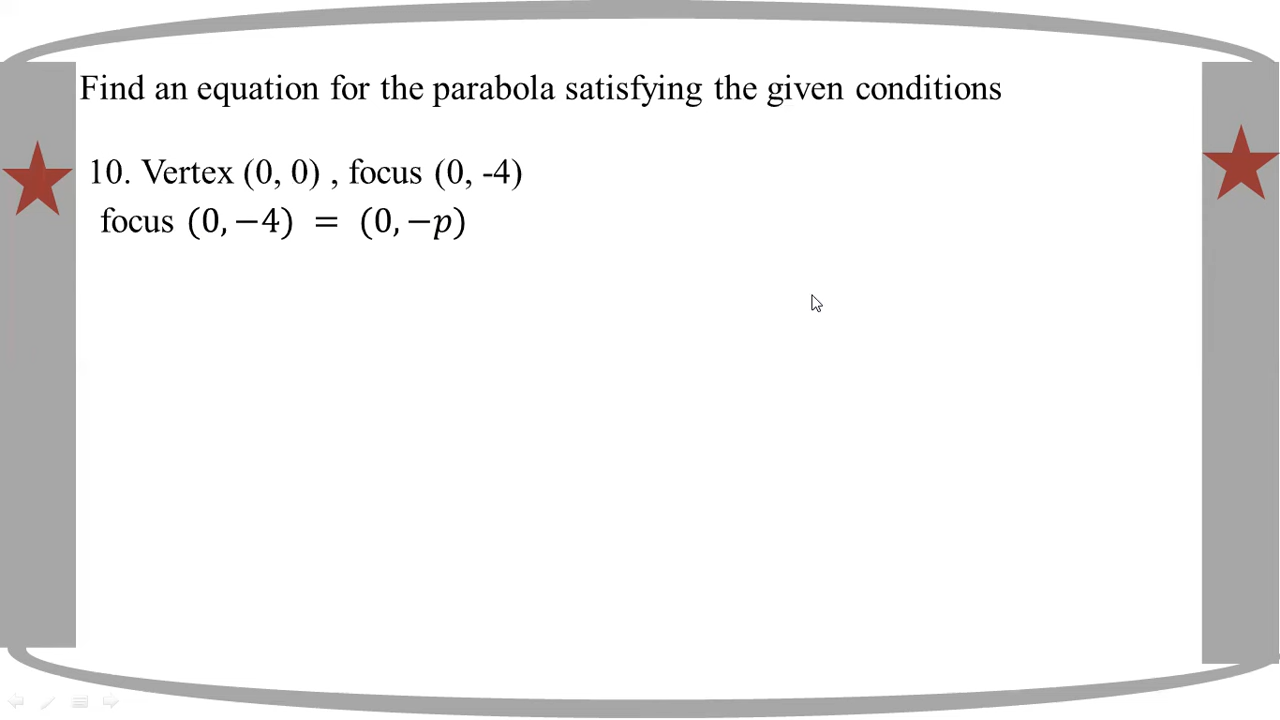 Find an equation for the parabola satisfying the given conditions
10. Vertex (0, 0) , focus (0, -4)
focus (0, −4) = (0, −p)